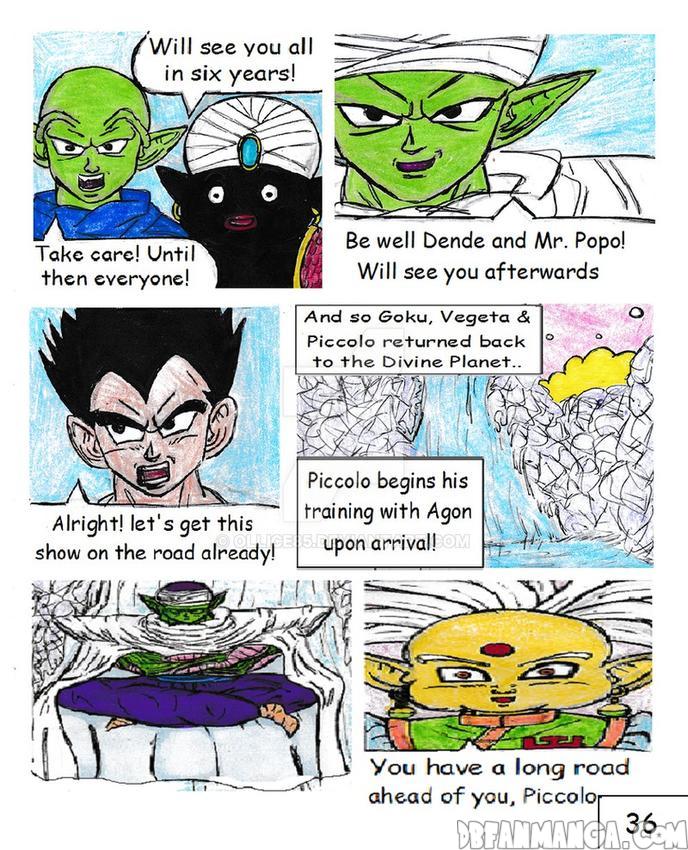 Will see you all
in six years!
Take care! Until
then everyone!
Be well Dende and Mr. Popo!
Will see you afterwards
Alright! let's get this
show on the road already!
And so Goku, Vegeta &
Piccolo returned back
to the Divine Planet..
Piccolo begins his
training with Agon
upon arrival!
You have a long road
ahead of you, Piccolo
36
DBFANMANGA.COM